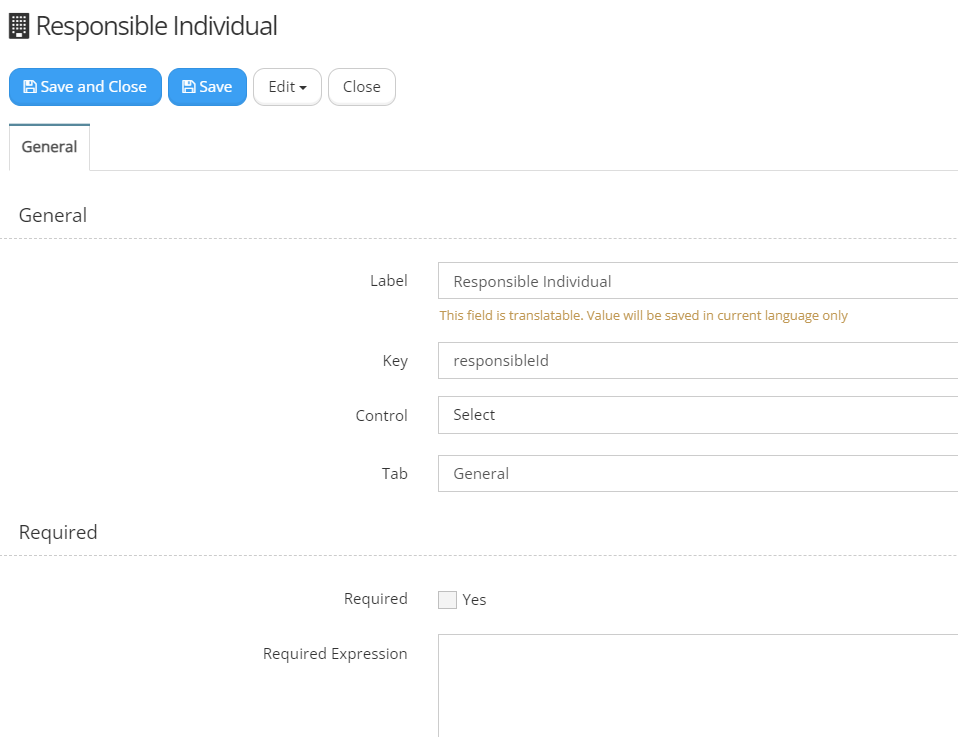 Responsible Individual
Save and Close Save Edit Close
General
General
Label Responsible Individual
This field is translatable. Value will be saved in current language only
Key responsibleId
Control Select
Tab General
Required
Required Yes
Required Expression